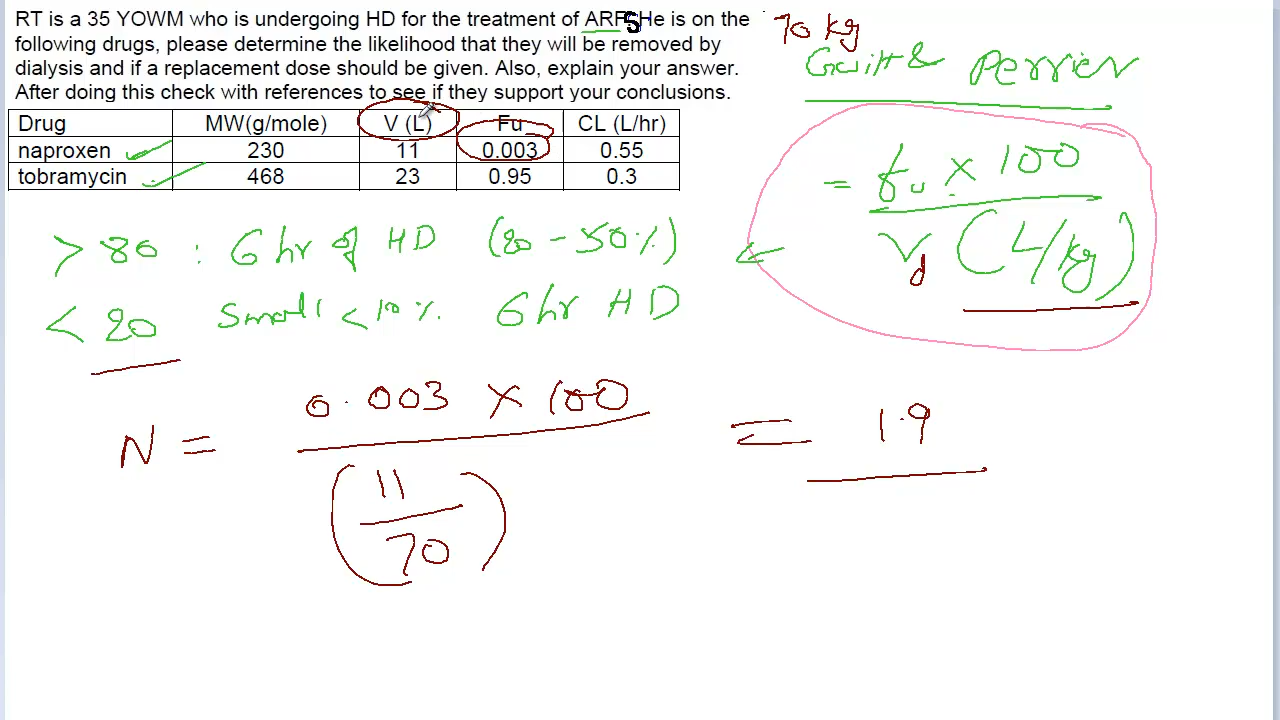 RT is a 35 YOWM who is undergoing HD for the treatment of ARF. He is on the
following drugs, please determine the likelihood that they will be removed by
dialysis and if a replacement dose should be given. Also, explain your answer.
After doing this check with references to see if they support your conclusions.
70 kg
Drug MW(g/mole) V (L) Fu CL (L/hr)
naproxen 230 11 0.003 0.55
tobramycin 468 23 0.95 0.3
& Perrier
= fu x 100
Vd (L/kg)
> 80 : 6 hr of HD (20 - 50%)
< 20 Small < 10 % 6 hr HD
N = 0.003 x 100 = 1.9
(11
70)